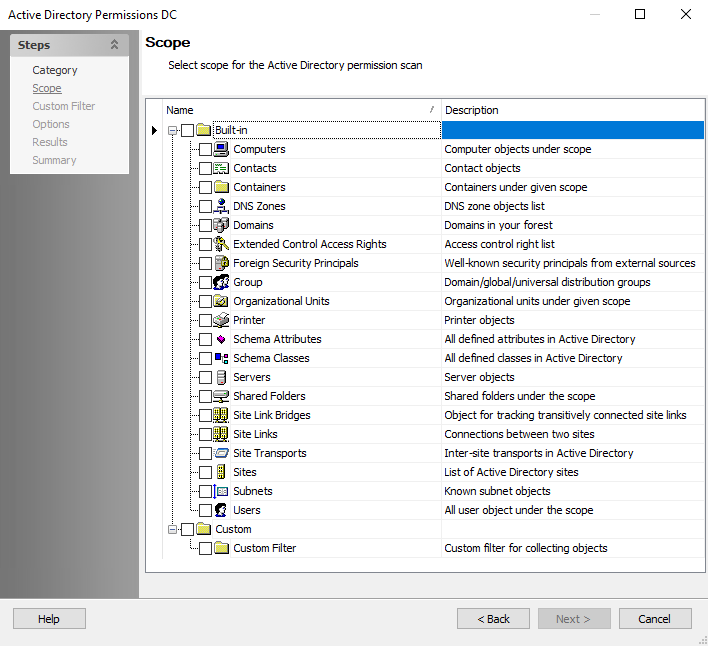 Active Directory Permissions DC
Steps
Category
Scope
Custom Filter
Options
Results
Summary
Scope
Select scope for the Active Directory permission scan
Name / Description
Built-in
Computers Computer objects under scope
Contacts Contact objects
Containers Containers under given scope
DNS Zones DNS zone objects list
Domains Domains in your forest
Extended Control Access Rights Access control right list
Foreign Security Principals Well-known security principals from external sources
Group Domain/global/universal distribution groups
Organizational Units Organizational units under given scope
Printer Printer objects
Schema Attributes All defined attributes in Active Directory
Schema Classes All defined classes in Active Directory
Servers Server objects
Shared Folders Shared folders under the scope
Site Link Bridges Object for tracking transitively connected site links
Site Links Connections between two sites
Site Transports Inter-site transports in Active Directory
Sites List of Active Directory sites
Subnets Known subnet objects
Users All user object under the scope
Custom
Custom Filter Custom filter for collecting objects
Help < Back Next > Cancel